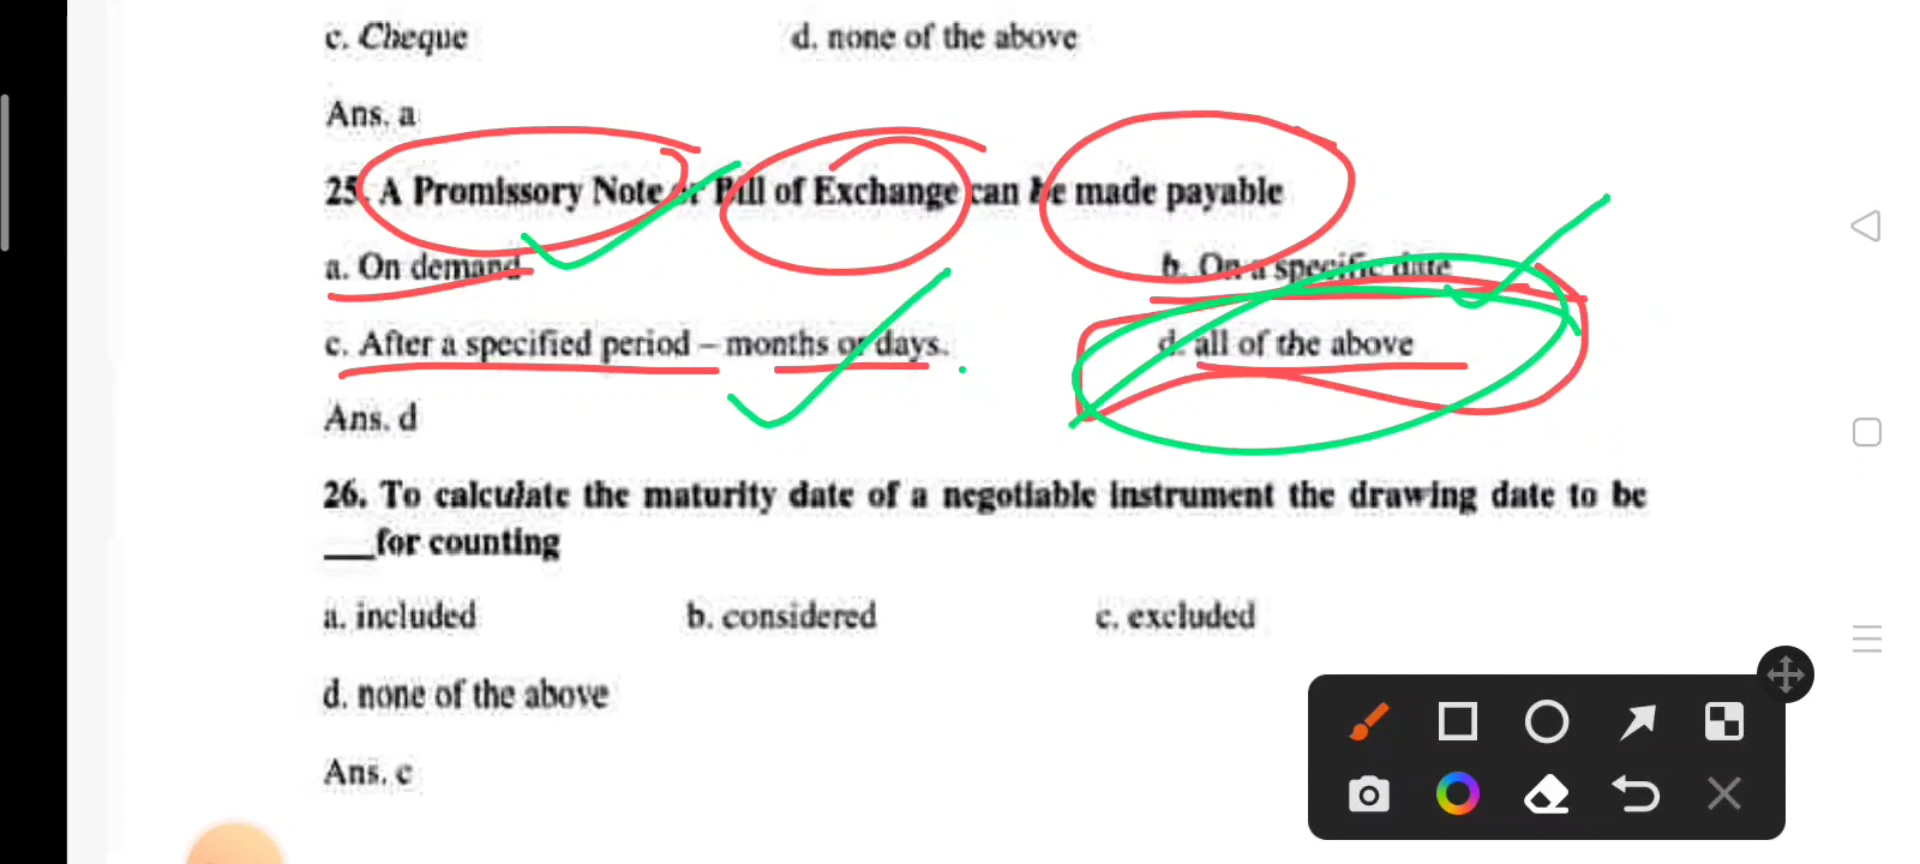 c. Cheque d. none of the above
Ans. a
25. A Promissory Note or Bill of Exchange can be made payable
a. On demand b. On a specific date
c. After a specified period – months or days. d. all of the above
Ans. d
26. To calculate the maturity date of a negotiable instrument the drawing date to be
___for counting
a. included b. considered c. excluded
d. none of the above
Ans. c